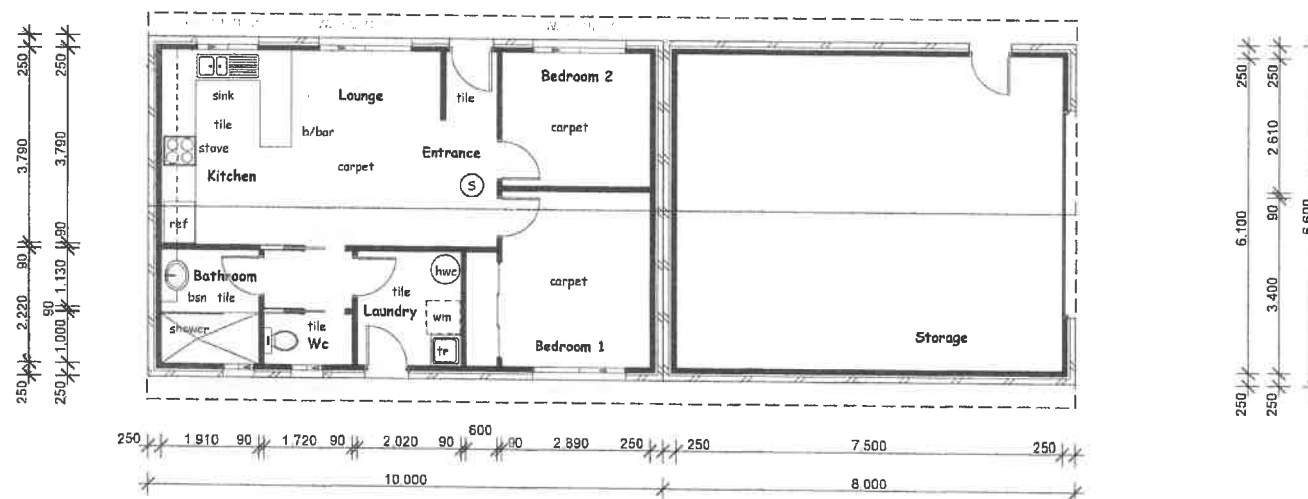 Bedroom 2
sink
Lounge
tile
carpet
tile
b/bar
stove
carpet
Entrance
Kitchen
S
ref
Bathroom
hwc
carpet
bsn tile
tile
Laundry
wm
shower
tile
Wc
tr
Bedroom 1
Storage
250
3.790
90
2.220
250
250
3.790
90
1.130
90
1.000
250
250
6.100
250
250
2.610
90
3.400
250
6.600
250
1.910
90
1.720
90
2.020
90
600
90
2.890
250
250
7.500
250
10.000
8.000